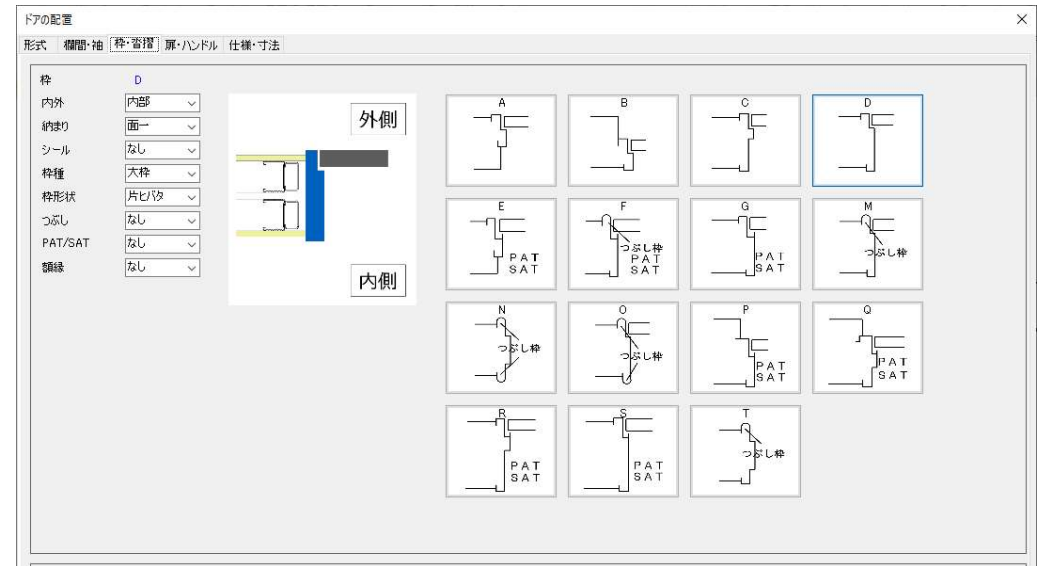 ドアの配置
形式 欄間・袖 枠・沓摺 扉・ハンドル 仕様・寸法
枠 D
内外 内部
納まり 面一
シール なし
枠種 大枠
枠形状 片ヒバタ
つぶし なし
PAT/SAT なし
額縁 なし
外側
内側
A B C D
E F G M
つぶし枠 つぶし枠
PAT PAT PAT
SAT SAT SAT
N O P Q
つぶし枠 つぶし枠
PAT PAT
SAT SAT
R S T
つぶし枠
PAT PAT
SAT SAT